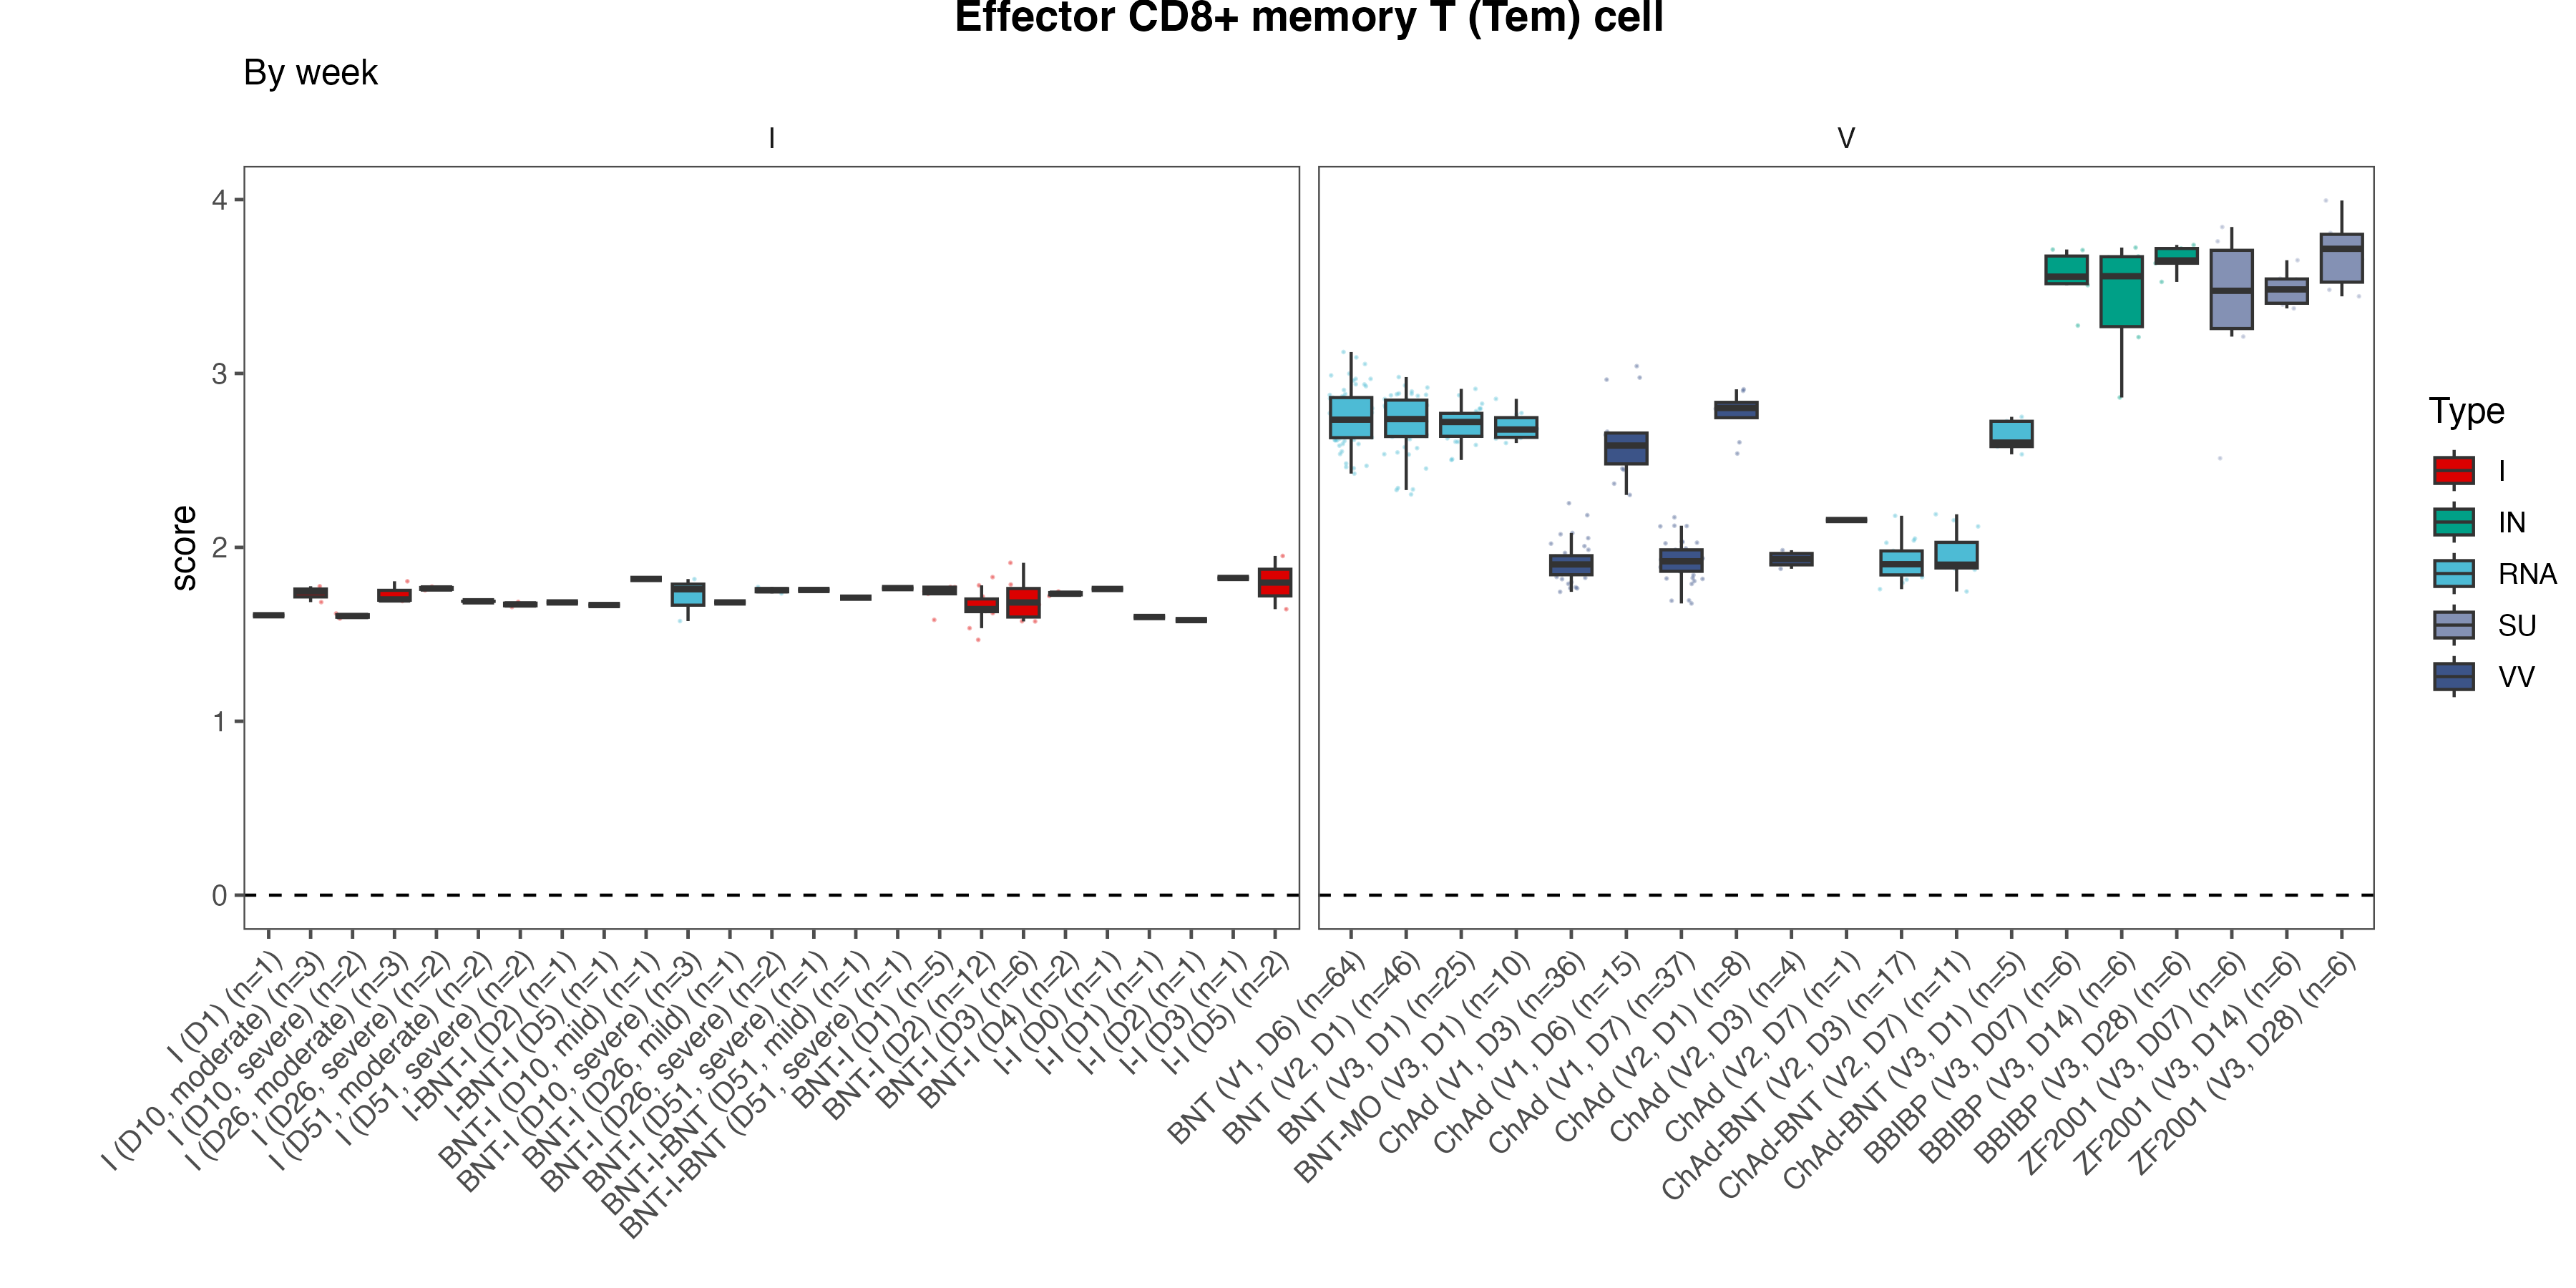 Effector CD8+ memory T (Tem) cell
By week
I
V
score
4
3
2
1
0
I (D1) (n=1)
I (D10, moderate) (n=3)
I (D10, severe) (n=2)
I (D26, moderate) (n=3)
I (D26, severe) (n=2)
I (D51, moderate) (n=2)
I (D51, severe) (n=2)
I-BNT-I (D2) (n=1)
I-BNT-I (D5) (n=1)
BNT-I (D10, mild) (n=1)
BNT-I (D10, severe) (n=3)
BNT-I (D26, mild) (n=1)
BNT-I (D26, severe) (n=2)
BNT-I (D51, severe) (n=1)
BNT-I-BNT (D51, mild) (n=1)
BNT-I-BNT (D51, severe) (n=1)
BNT-I (D1) (n=5)
BNT-I (D2) (n=12)
BNT-I (D3) (n=6)
BNT-I (D4) (n=2)
I-I (D0) (n=1)
I-I (D1) (n=1)
I-I (D2) (n=1)
I-I (D3) (n=1)
I-I (D5) (n=2)
BNT (V1, D6) (n=64)
BNT (V2, D1) (n=46)
BNT (V3, D1) (n=25)
BNT-MO (V3, D1) (n=10)
ChAd (V1, D3) (n=36)
ChAd (V1, D6) (n=15)
ChAd (V1, D7) (n=37)
ChAd (V2, D1) (n=8)
ChAd (V2, D3) (n=4)
ChAd (V2, D7) (n=1)
ChAd-BNT (V2, D3) (n=17)
ChAd-BNT (V2, D7) (n=11)
ChAd-BNT (V3, D1) (n=5)
BBIBP (V3, D07) (n=6)
BBIBP (V3, D14) (n=6)
BBIBP (V3, D28) (n=6)
ZF2001 (V3, D07) (n=6)
ZF2001 (V3, D14) (n=6)
ZF2001 (V3, D28) (n=6)
Type
I
IN
RNA
SU
VV